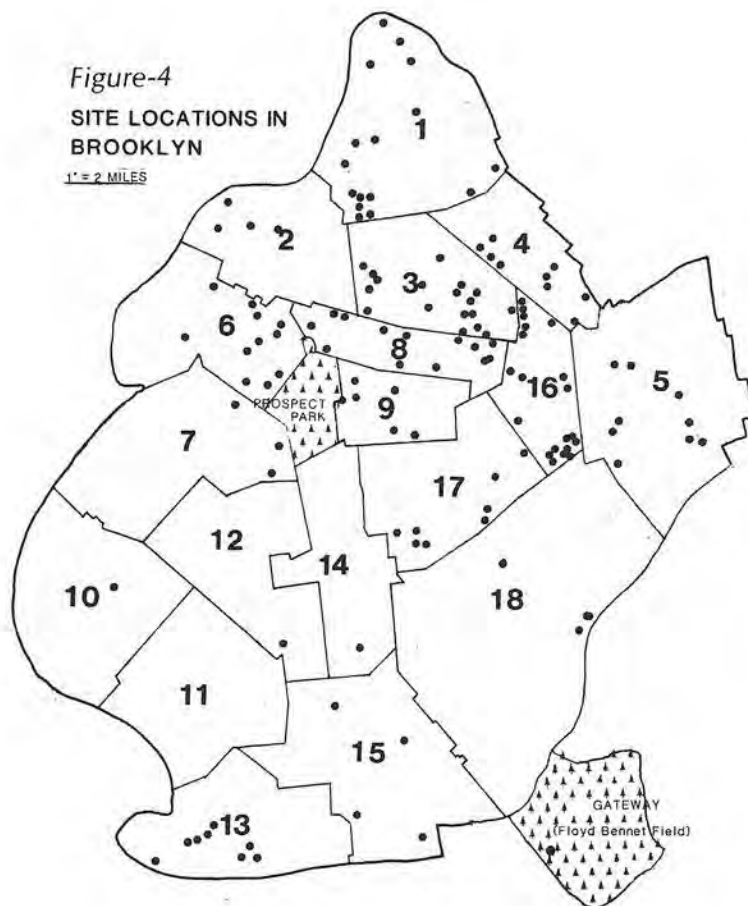 Figure-4
SITE LOCATIONS IN
BROOKLYN
1" = 2 MILES
1
2
4
3
6
8
5
16
9
PROSPECT
PARK
7
17
12
14
10
18
11
15
GATEWAY
(Floyd Bennet Field)
13